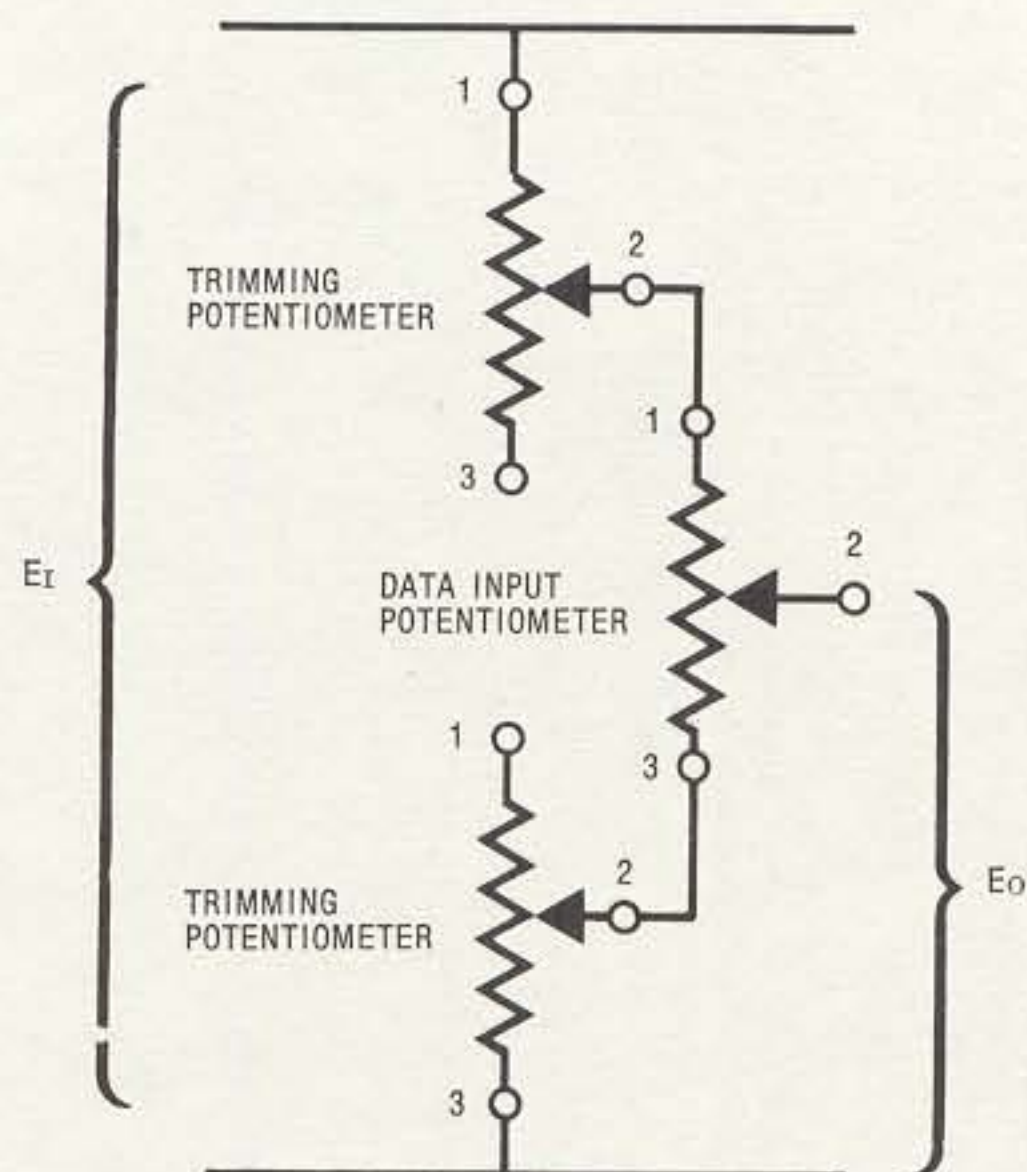 1
2
TRIMMING
POTENTIOMETER
1
3
2
EI
DATA INPUT
POTENTIOMETER
1
3
2
TRIMMING
POTENTIOMETER
EO
3